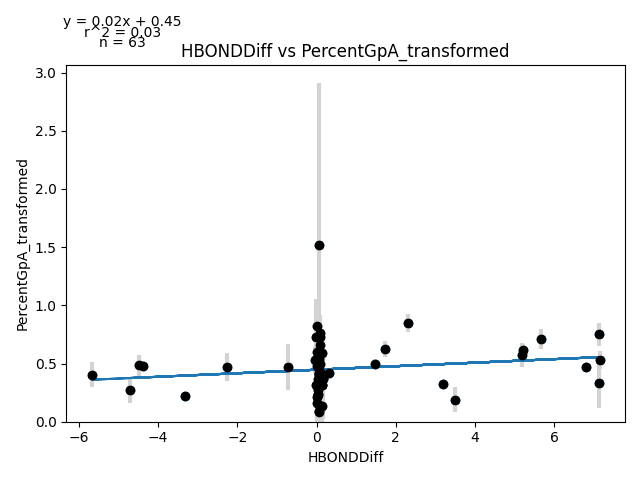 y = 0.02x + 0.45
r^2 = 0.03
n = 63
HBONDDiff vs PercentGpA_transformed
3.0
2.5
2.0
1.5
1.0
0.5
0.0
PercentGpA_transformed
−6
−4
−2
0
2
4
6
HBONDDiff